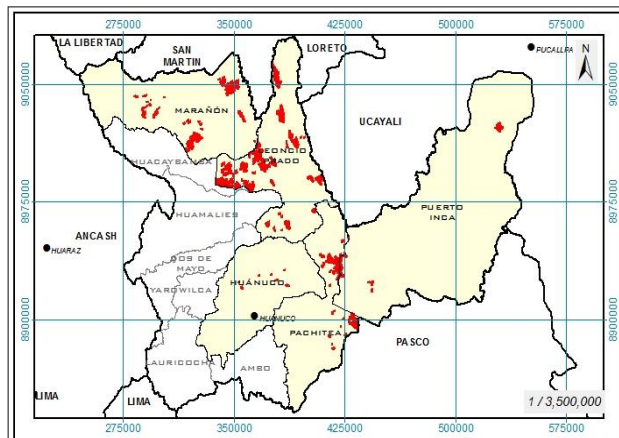 275000 350000 425000 500000 575000
LA LIBERTAD
SAN
MARTIN
LORETO
PUCALLPA
N
9050000
9050000
MARAÑÓN
UCAYALI
LEONCIO
PRADO
HUACAYBAMBA
8975000
8975000
PUERTO
INCA
HUAMALIES
ANCASH
HUARAZ
DOS DE
MAYO
YAROWILCA
HUÁNUCO
HUANUCO
8900000
8900000
PACHITEA
PASCO
LAURICOCHA
AMBO
LIMA
LIMA
1 / 3,500,000
275000 350000 425000 500000 575000